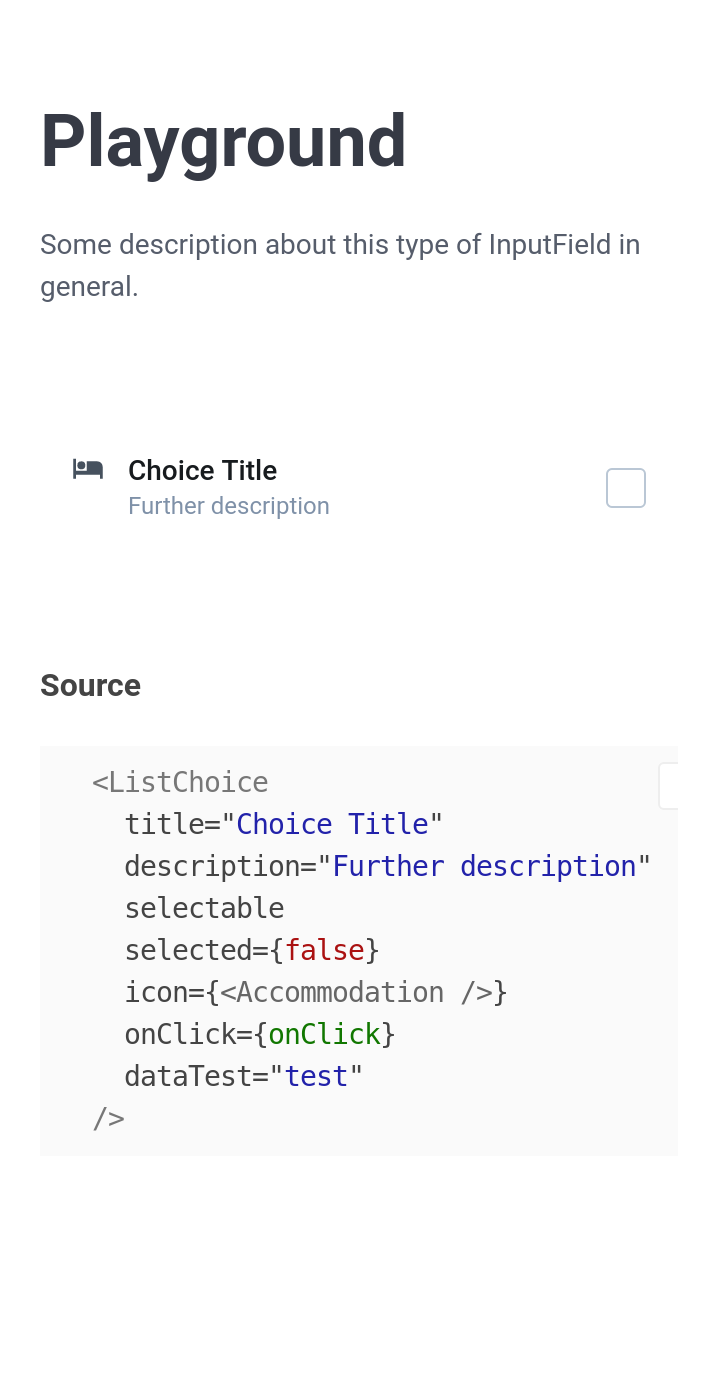 Playground
Some description about this type of InputField in
general.
Choice Title
Further description
Source
<ListChoice
  title="Choice Title"
  description="Further description"
  selectable
  selected={false}
  icon={<Accommodation />}
  onClick={onClick}
  dataTest="test"
/>